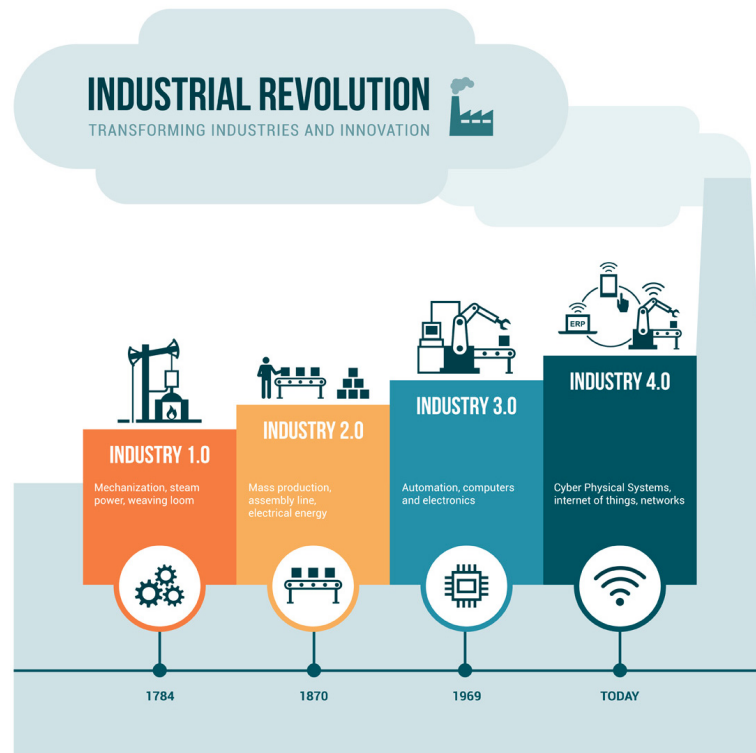 INDUSTRIAL REVOLUTION
TRANSFORMING INDUSTRIES AND INNOVATION
ERP
INDUSTRY 1.0
Mechanization, steam
power, weaving loom
INDUSTRY 2.0
Mass production,
assembly line,
electrical energy
INDUSTRY 3.0
Automation, computers
and electronics
INDUSTRY 4.0
Cyber Physical Systems,
internet of things, networks
1784
1870
1969
TODAY